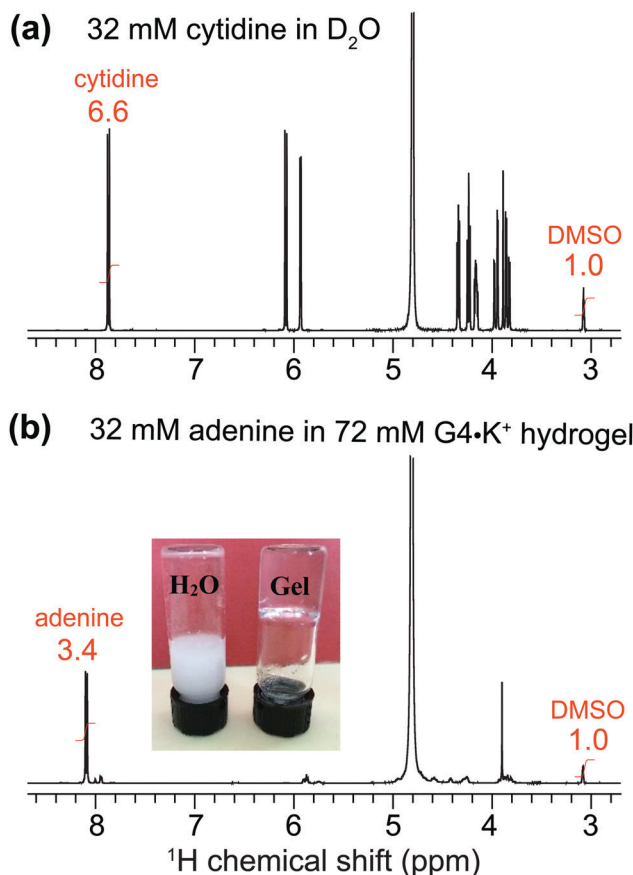 (a) 32 mM cytidine in D₂O
cytidine
6.6
DMSO
1.0
8 7 6 5 4 3
(b) 32 mM adenine in 72 mM G4•K⁺ hydrogel
H₂O Gel
adenine
3.4
DMSO
1.0
8 7 6 5 4 3
¹H chemical shift (ppm)